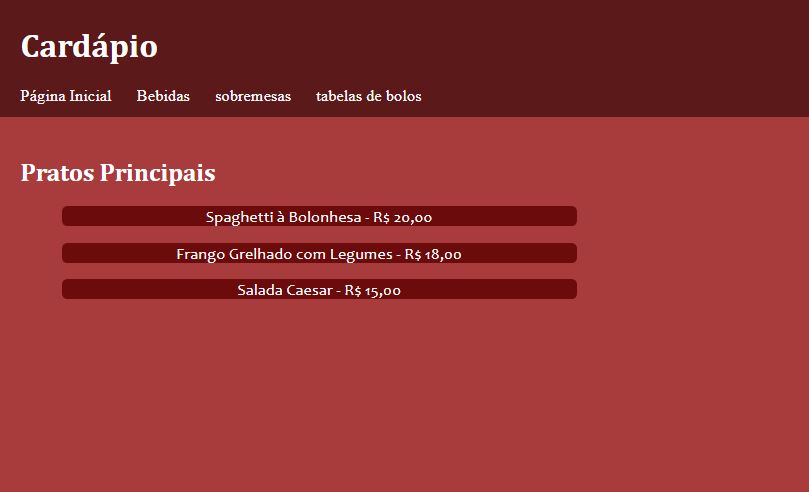 Cardápio
Página Inicial Bebidas sobremesas tabelas de bolos
Pratos Principais
Spaghetti à Bolonhesa - R$ 20,00
Frango Grelhado com Legumes - R$ 18,00
Salada Caesar - R$ 15,00